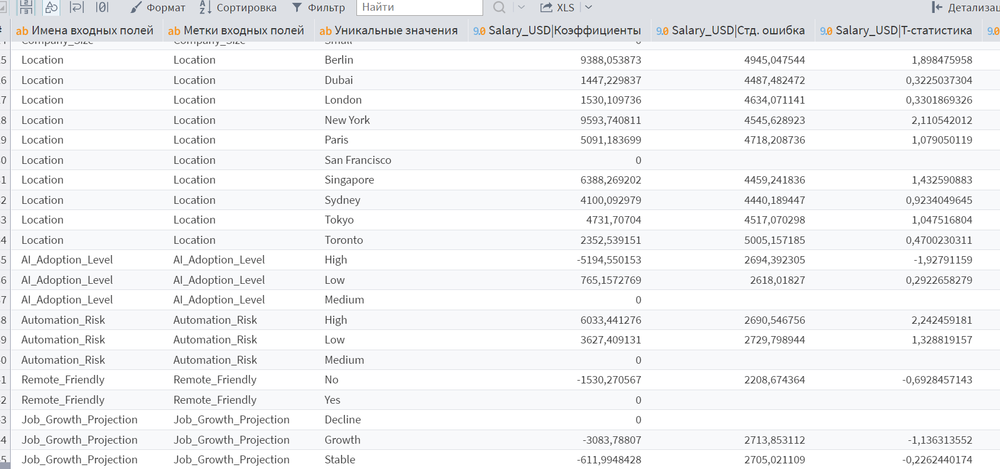 Формат Сортировка Фильтр Найти XLS
# ab Имена входных полей ab Метки входных полей ab Уникальные значения 9.0 Salary_USD|Коэффициенты 9.0 Salary_USD|Стд. ошибка 9.0 Salary_USD|Т-статистика 9.0
Company_Size Company_Size Small 0
5 Location Location Berlin 9388,053873 4945,047544 1,898475958
6 Location Location Dubai 1447,229837 4487,482472 0,3225037304
7 Location Location London 1530,109736 4634,071141 0,3301869326
8 Location Location New York 9593,740811 4545,628923 2,110542012
9 Location Location Paris 5091,183699 4718,208736 1,079050119
0 Location Location San Francisco 0
1 Location Location Singapore 6388,269202 4459,241836 1,432590883
2 Location Location Sydney 4100,092979 4440,189447 0,9234049645
3 Location Location Tokyo 4731,70704 4517,070298 1,047516804
4 Location Location Toronto 2352,539151 5005,157185 0,4700230311
5 AI_Adoption_Level AI_Adoption_Level High -5194,550153 2694,392305 -1,92791159
6 AI_Adoption_Level AI_Adoption_Level Low 765,1572769 2618,01827 0,2922658279
7 AI_Adoption_Level AI_Adoption_Level Medium 0
8 Automation_Risk Automation_Risk High 6033,441276 2690,546756 2,242459181
9 Automation_Risk Automation_Risk Low 3627,409131 2729,798944 1,328819157
0 Automation_Risk Automation_Risk Medium 0
1 Remote_Friendly Remote_Friendly No -1530,270567 2208,674364 -0,6928457143
2 Remote_Friendly Remote_Friendly Yes 0
3 Job_Growth_Projection Job_Growth_Projection Decline 0
4 Job_Growth_Projection Job_Growth_Projection Growth -3083,78807 2713,853112 -1,136313552
5 Job_Growth_Projection Job_Growth_Projection Stable -611,9948428 2705,021109 -0,2262440174